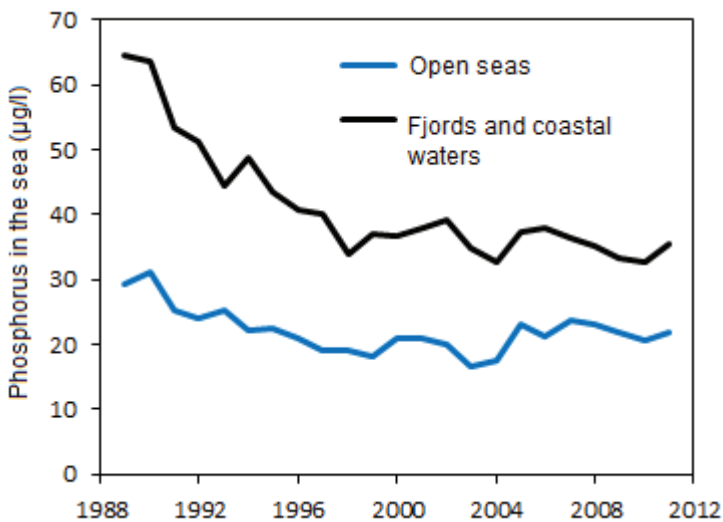 70
60
50
40
30
20
10
0
Phosphorus in the sea (µg/l)
Open seas
Fjords and coastal
waters
1988 1992 1996 2000 2004 2008 2012